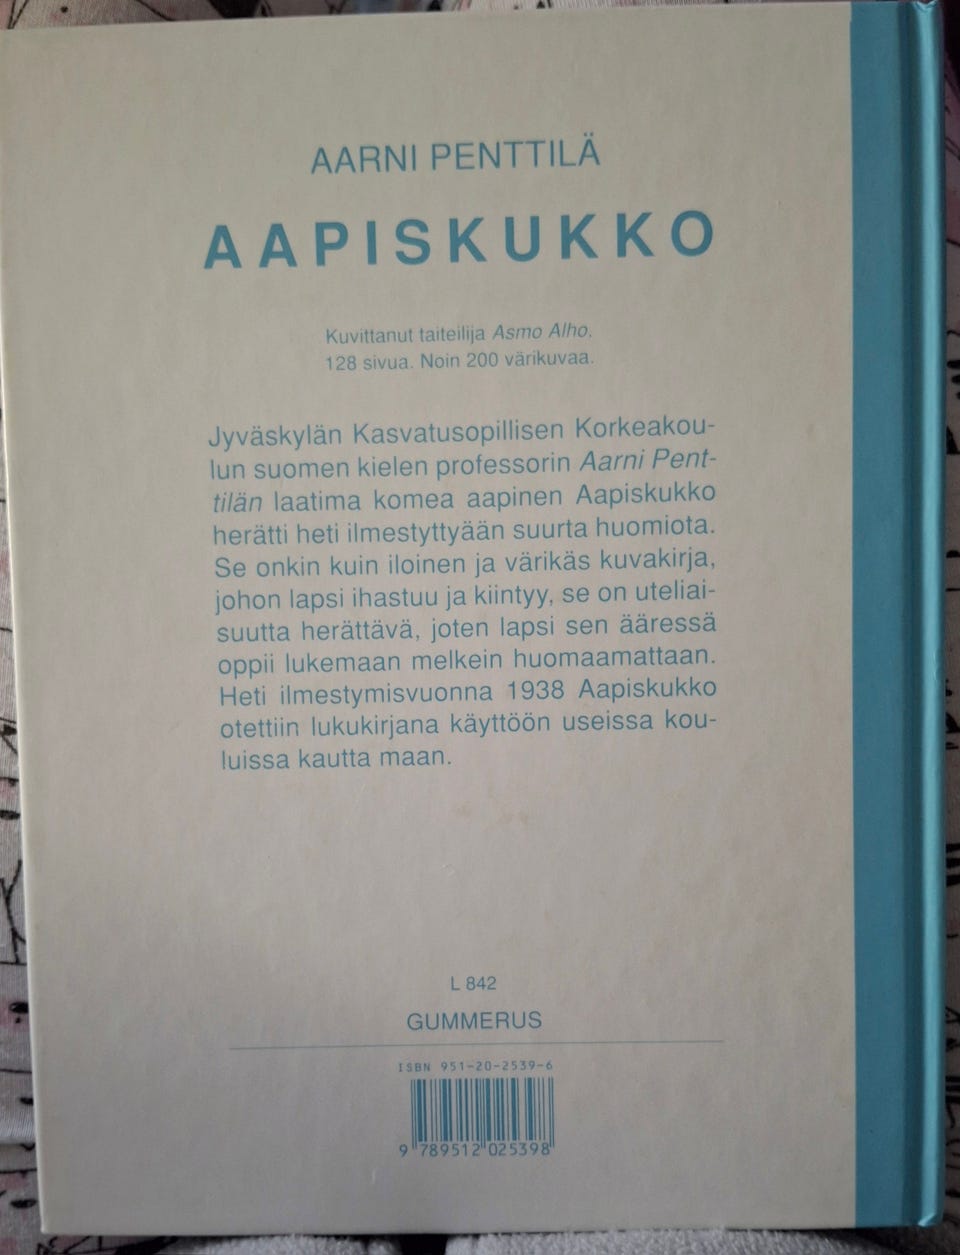 AARNI PENTTILÄ
AAPISKUKKO
Kuvittanut taiteilija Asmo Alho.
128 sivua. Noin 200 värikuvaa.
Jyväskylän Kasvatusopillisen Korkeakou-
lun suomen kielen professorin Aarni Pent-
tilän laatima komea aapinen Aapiskukko
herätti heti ilmestyttyään suurta huomiota.
Se onkin kuin iloinen ja värikäs kuvakirja,
johon lapsi ihastuu ja kiintyy, se on uteliai-
suutta herättävä, joten lapsi sen ääressä
oppii lukemaan melkein huomaamattaan.
Heti ilmestymisvuonna 1938 Aapiskukko
otettiin lukukirjana käyttöön useissa kou-
luissa kautta maan.
L 842
GUMMERUS
ISBN 951-20-2539-6
9 789512 025398